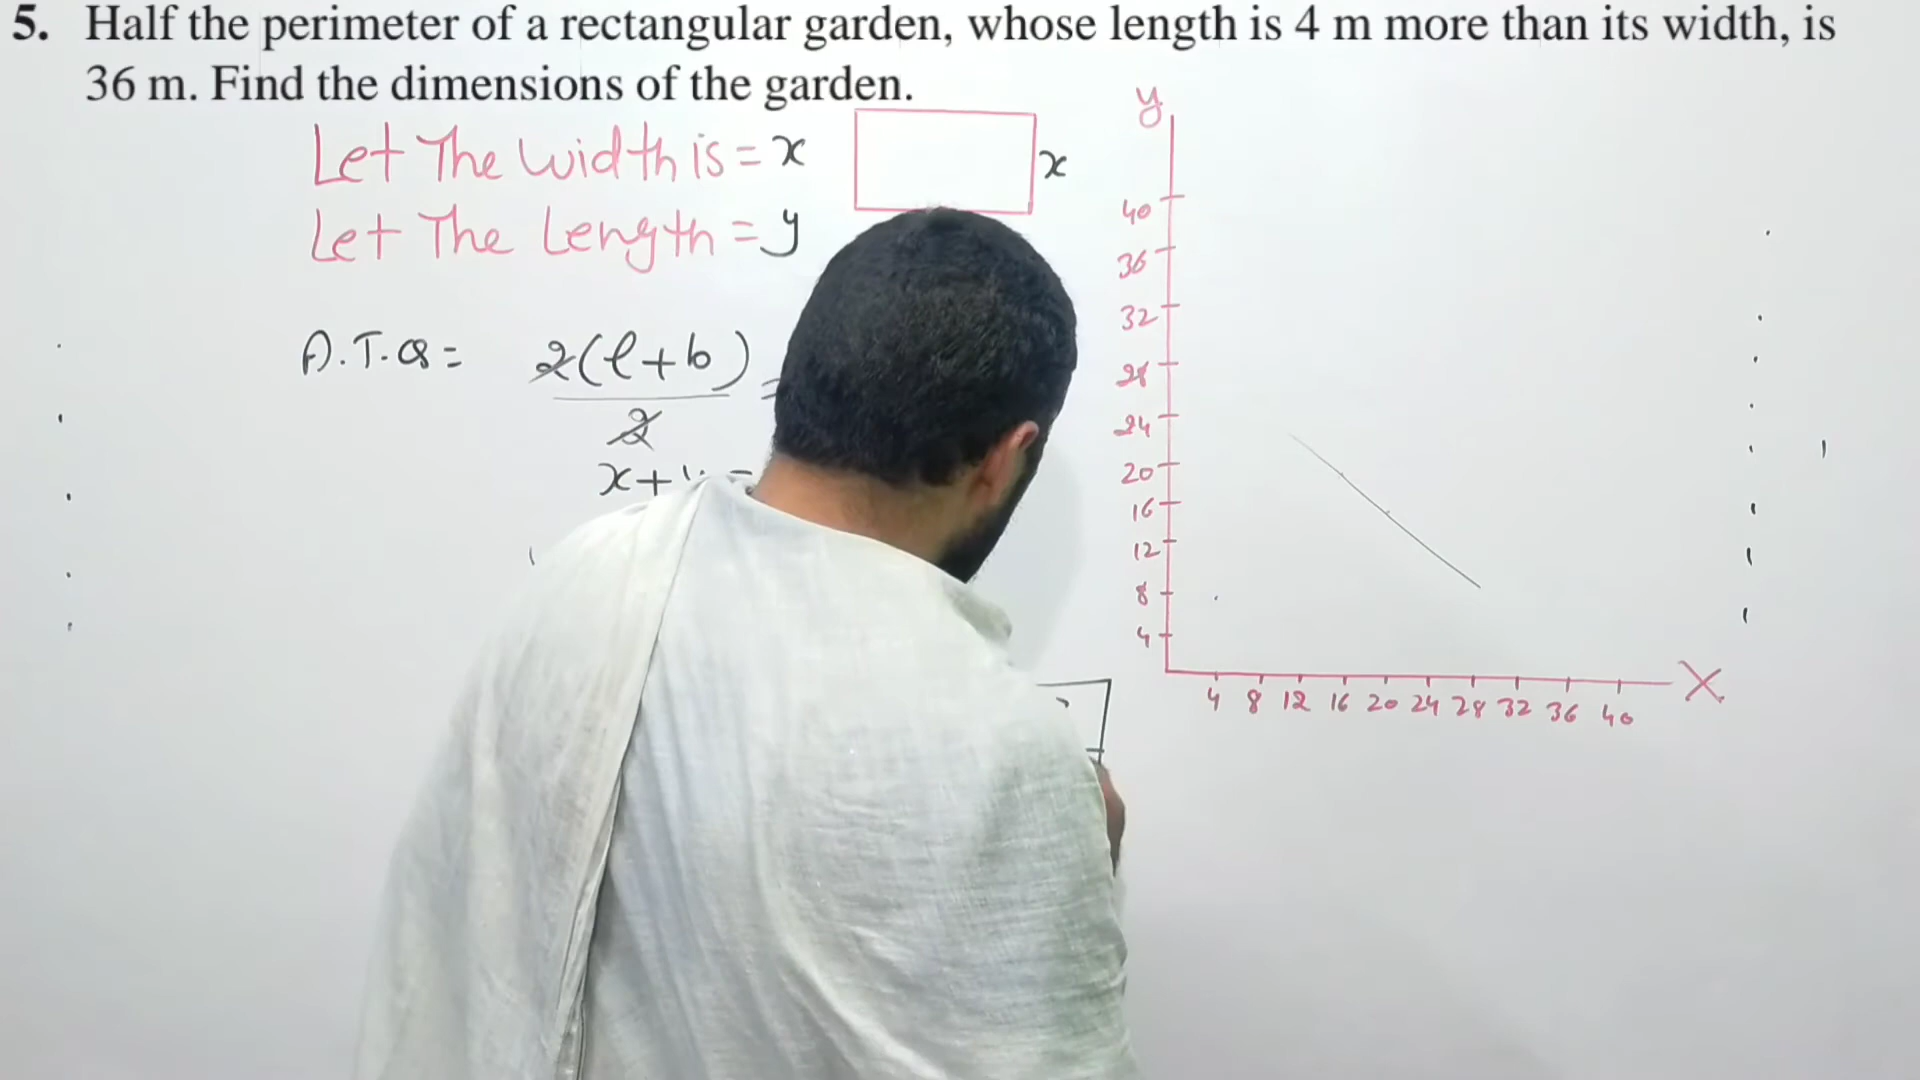 5. Half the perimeter of a rectangular garden, whose length is 4 m more than its width, is
36 m. Find the dimensions of the garden.
Let The width is = x
x
Let The Length = y
A.T.Q = 2(l+b) =
2
x+
y
40
36
32
28
24
20
16
12
8
4
4 8 12 16 20 24 28 32 36 40
X